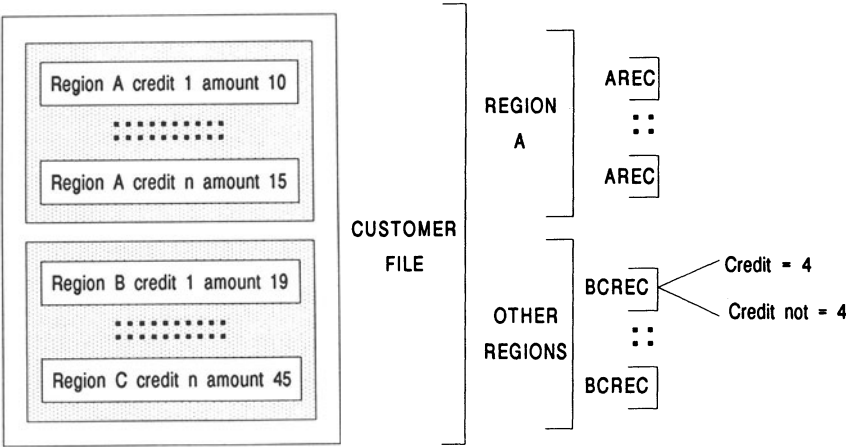 Region A credit 1 amount 10
Region A credit n amount 15
Region B credit 1 amount 19
Region C credit n amount 45
CUSTOMER
FILE
REGION
A
OTHER
REGIONS
AREC
AREC
BCREC
BCREC
Credit = 4
Credit not = 4